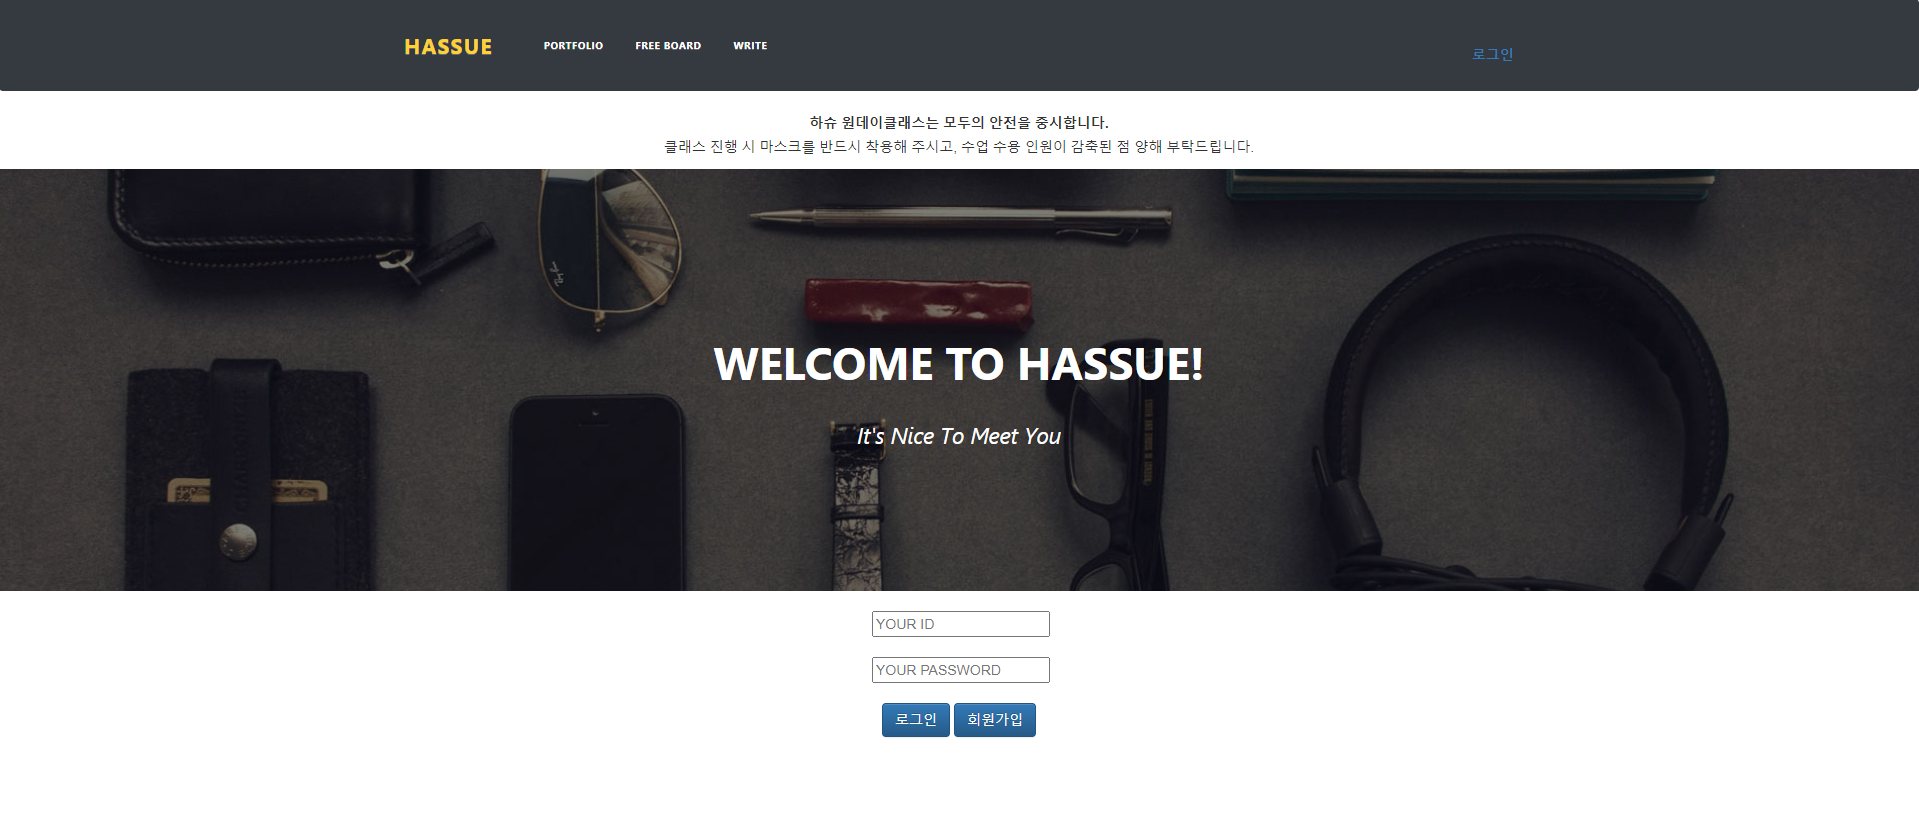 HASSUE PORTFOLIO FREE BOARD WRITE 로그인
하슈 원데이클래스는 모두의 안전을 중시합니다.
클래스 진행 시 마스크를 반드시 착용해 주시고, 수업 수용 인원이 감축된 점 양해 부탁드립니다.
WELCOME TO HASSUE!
It's Nice To Meet You
YOUR ID
YOUR PASSWORD
로그인 회원가입